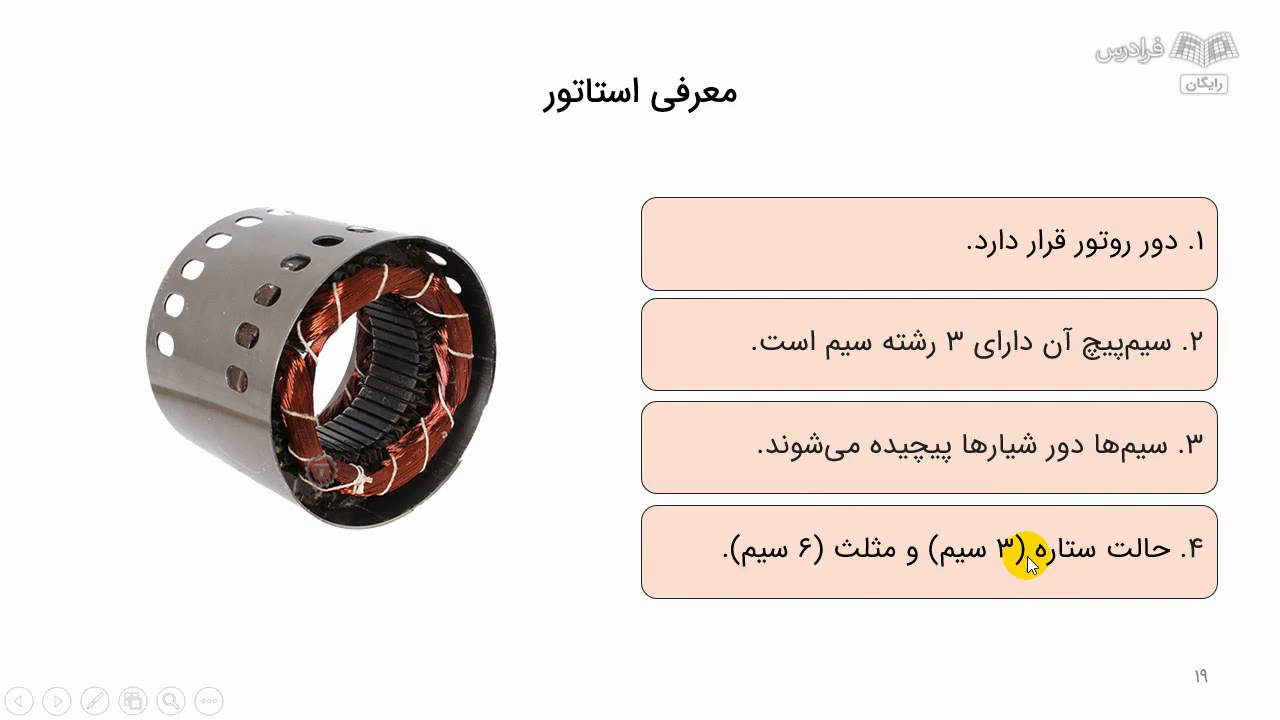 فرادرس
رایگان
معرفی استاتور
۱. دور روتور قرار دارد.
۲. سیم‌پیچ آن دارای ۳ رشته سیم است.
۳. سیم‌ها دور شیارها پیچیده می‌شوند.
۴. حالت ستاره (۳ سیم) و مثلث (۶ سیم).
۱۹